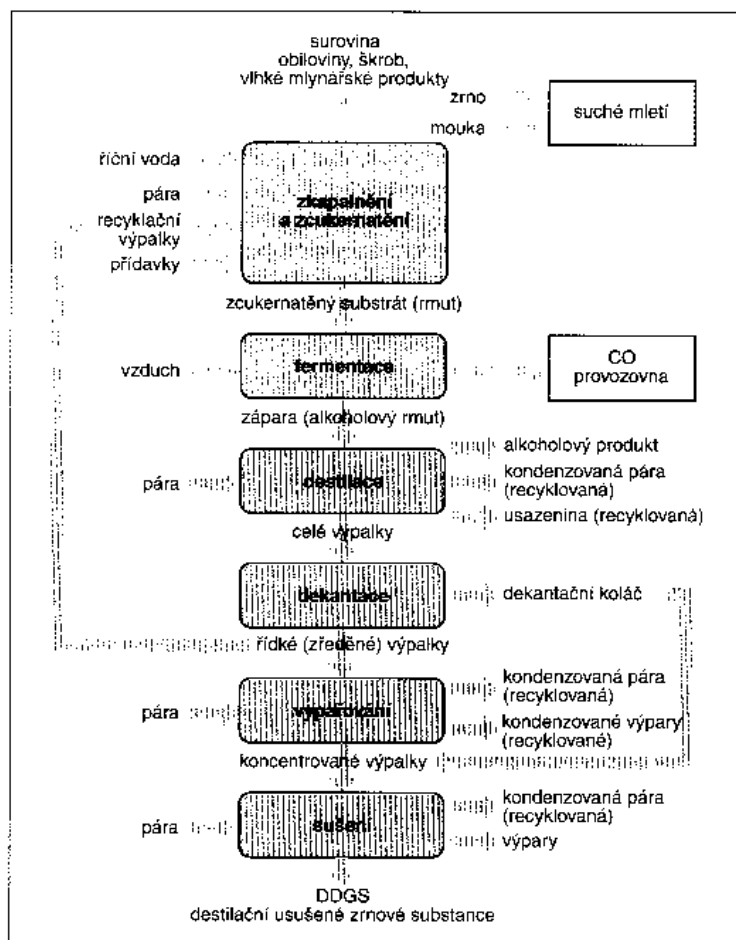 surovina
obiloviny, škrob,
vlhké mlynářské produkty
zrno
mouka
suché mletí
říční voda
pára
recyklační
výpalky
přídavky
zkapalnění
a zcukernatění
zcukernatěný substrát (rmut)
vzduch
fermentace
CO
provozovna
zápara (alkoholový rmut)
pára
destilace
alkoholový produkt
kondenzovaná pára
(recyklovaná)
usazenina (recyklovaná)
celé výpalky
dekantace
dekantační koláč
řídké (zředěné) výpalky
pára
vypařování
kondenzovaná pára
(recyklovaná)
kondenzované výpary
(recyklované)
koncentrované výpalky
pára
sušení
kondenzovaná pára
(recyklovaná)
výpary
DDGS
destilační usušené zrnové substance